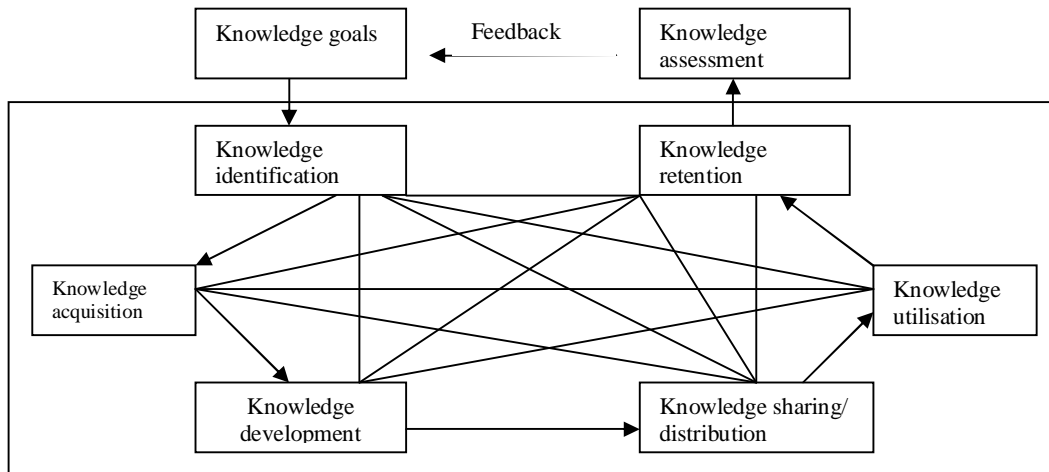 Knowledge goals
Feedback
Knowledge
assessment
Knowledge
identification
Knowledge
retention
Knowledge
acquisition
Knowledge
utilisation
Knowledge
development
Knowledge sharing/
distribution